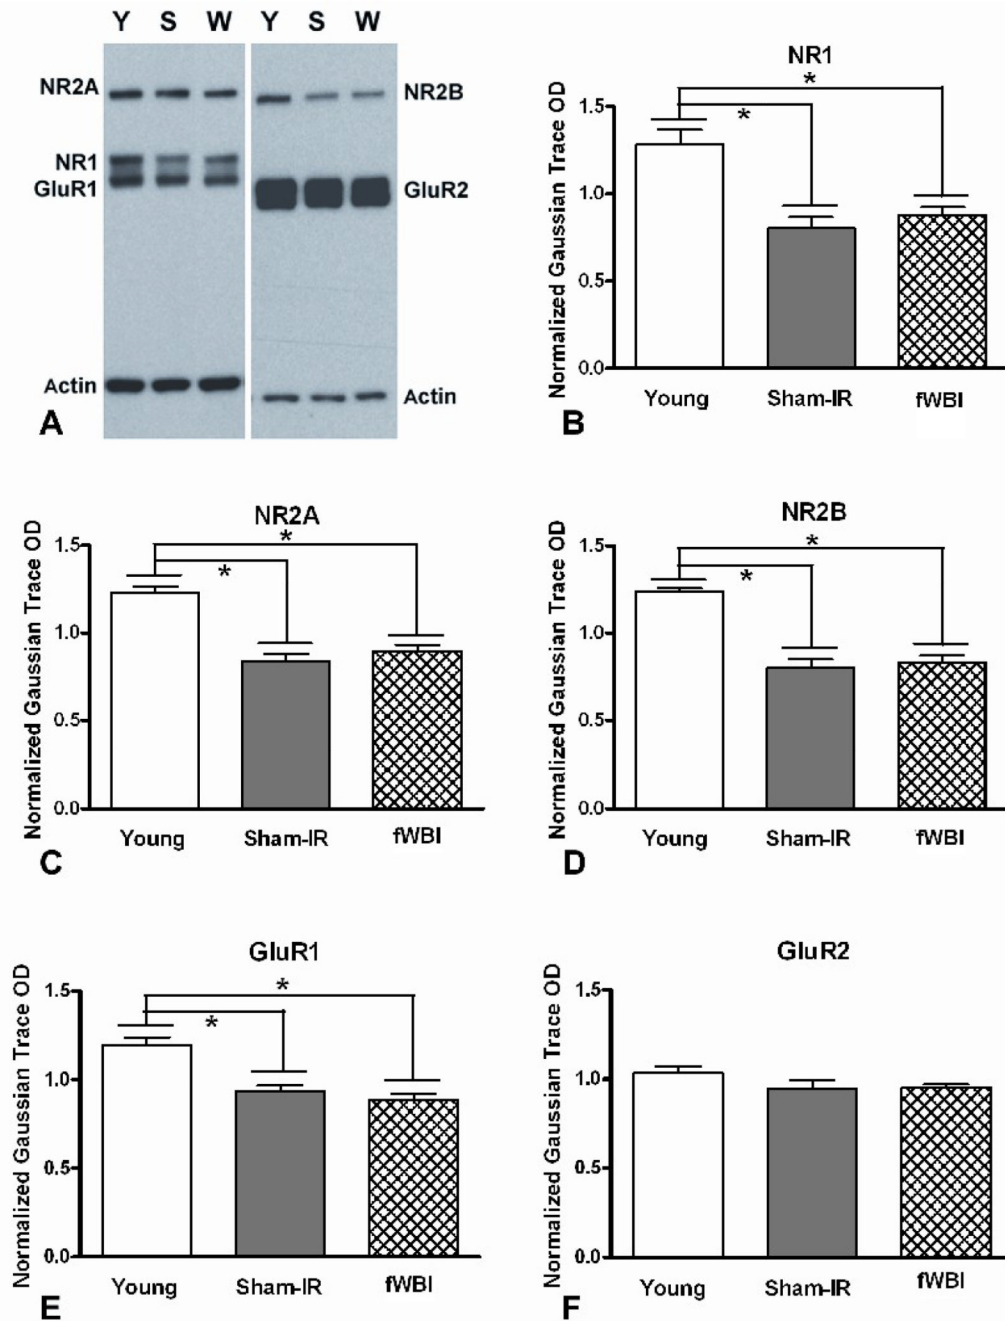 Y S W Y S W
NR2A
NR2B
NR1
GluR1
GluR2
Actin
Actin
A
NR1
Normalized Gaussian Trace OD
1.5
1.0
0.5
0.0
*
*
Young Sham-IR fWBI
B
NR2A
Normalized Gaussian Trace OD
1.5
1.0
0.5
0.0
*
*
Young Sham-IR fWBI
C
NR2B
Normalized Gaussian Trace OD
1.5
1.0
0.5
0.0
*
*
Young Sham-IR fWBI
D
GluR1
Normalized Gaussian Trace OD
1.5
1.0
0.5
0.0
*
*
Young Sham-IR fWBI
E
GluR2
Normalized Gaussian Trace OD
1.5
1.0
0.5
0.0
Young Sham-IR fWBI
F